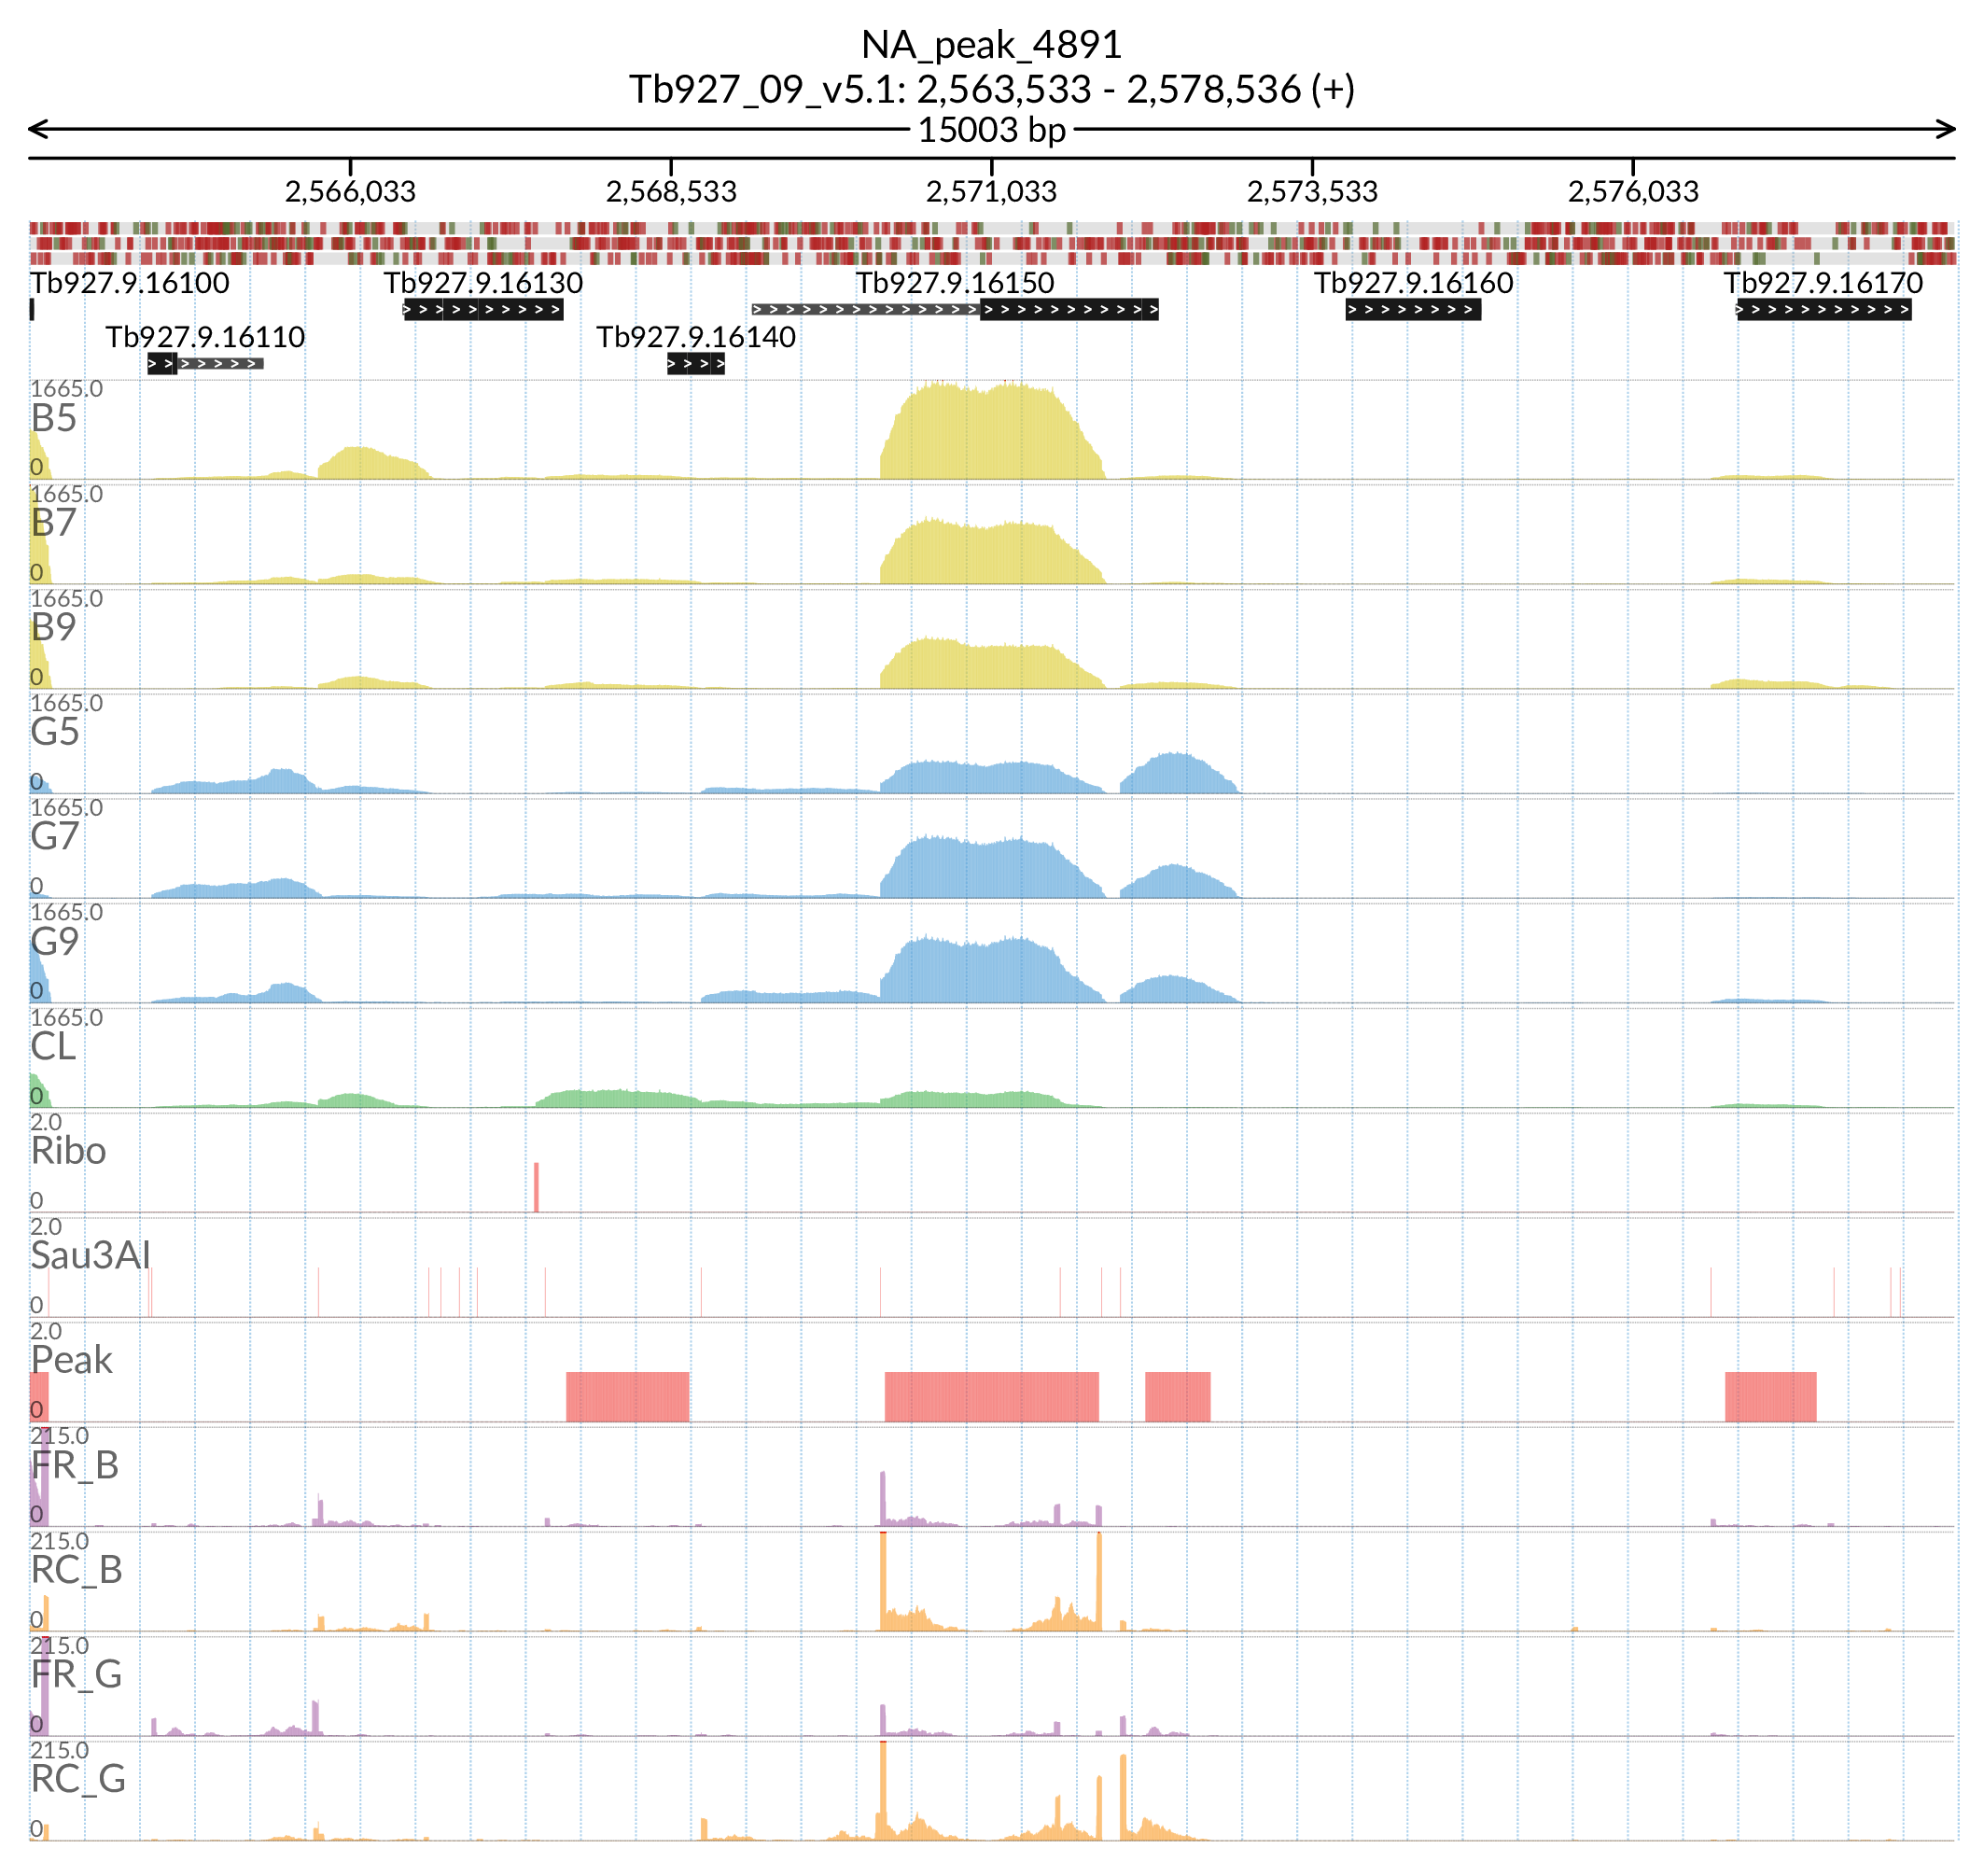 NA_peak_4891
Tb927_09_v5.1: 2,563,533 - 2,578,536 (+)
15003 bp
2,566,033 2,568,533 2,571,033 2,573,533 2,576,033
Tb927.9.16100 Tb927.9.16130 Tb927.9.16150 Tb927.9.16160 Tb927.9.16170
Tb927.9.16110 Tb927.9.16140
1665.0
B5
0
1665.0
B7
0
1665.0
B9
0
1665.0
G5
0
1665.0
G7
0
1665.0
G9
0
1665.0
CL
0
2.0
Ribo
0
2.0
Sau3AI
0
2.0
Peak
0
215.0
FR_B
0
215.0
RC_B
0
215.0
FR_G
0
215.0
RC_G
0